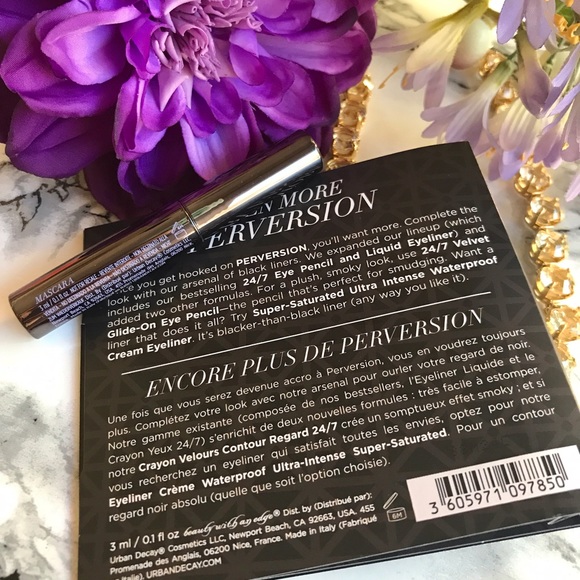 EN MORE
PERVERSION
ce you get hooked on PERVERSION, you'll want more. Complete the
look with our arsenal of black liners. We expanded our lineup (which
includes our bestselling 24/7 Eye Pencil and Liquid Eyeliner) and
added two other formulas. For a plush, smoky look, use 24/7 Velvet
Glide-On Eye Pencil—the pencil that's perfect for smudging. Want a
liner that does it all? Try Super-Saturated Ultra Intense Waterproof
Cream Eyeliner. It's blacker-than-black liner (any way you like it).
ENCORE PLUS DE PERVERSION
Une fois que vous serez devenue accro à Perversion, vous en voudrez toujours
plus. Complétez votre look avec notre arsenal pour ourler votre regard de noir.
Notre gamme existante (composée de nos bestsellers, l'Eyeliner Liquide et le
Crayon Yeux 24/7) s'enrichit de deux nouvelles formules : très facile à estomper,
notre Crayon Velours Contour Regard 24/7 crée un somptueux effet smoky ; et si
vous recherchez un eyeliner qui satisfait toutes les envies, optez pour notre
Eyeliner Crème Waterproof Ultra-Intense Super-Saturated. Pour un contour
regard noir absolu (quelle que soit l'option choisie).
3 ml / 0.1 fl oz beauty with an edge® Dist. by (Distribué par):
Urban Decay® Cosmetics LLC, Newport Beach, CA 92663, USA. 455
Promenade des Anglais, 06200 Nice, France. Made in Italy (Fabriqué
Italie). URBANDECAY.COM
6M
3 605971 097850
MASCARA